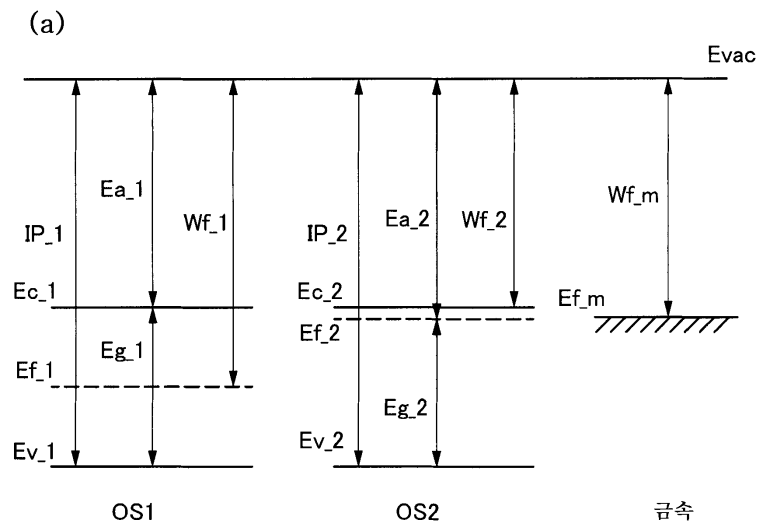 (a)
Evac
Ea_1
Wf_1
IP_1
Ec_1
Eg_1
Ef_1
Ev_1
OS1
Ea_2
Wf_2
IP_2
Ec_2
Ef_2
Eg_2
Ev_2
OS2
Wf_m
Ef_m
금속